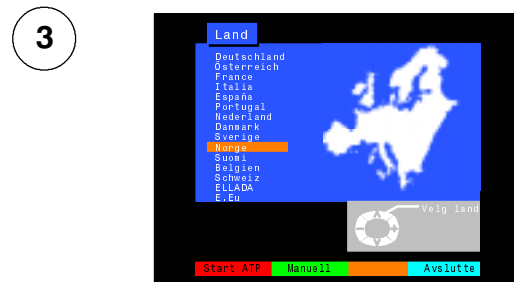 3
Land
Deutschland
Österreich
France
Italia
España
Portugal
Nederland
Danmark
Sverige
Norge
Suomi
Belgien
Schweiz
ELLADA
E.Eu
Velg land
Start ATP
Manuell
Avslutte